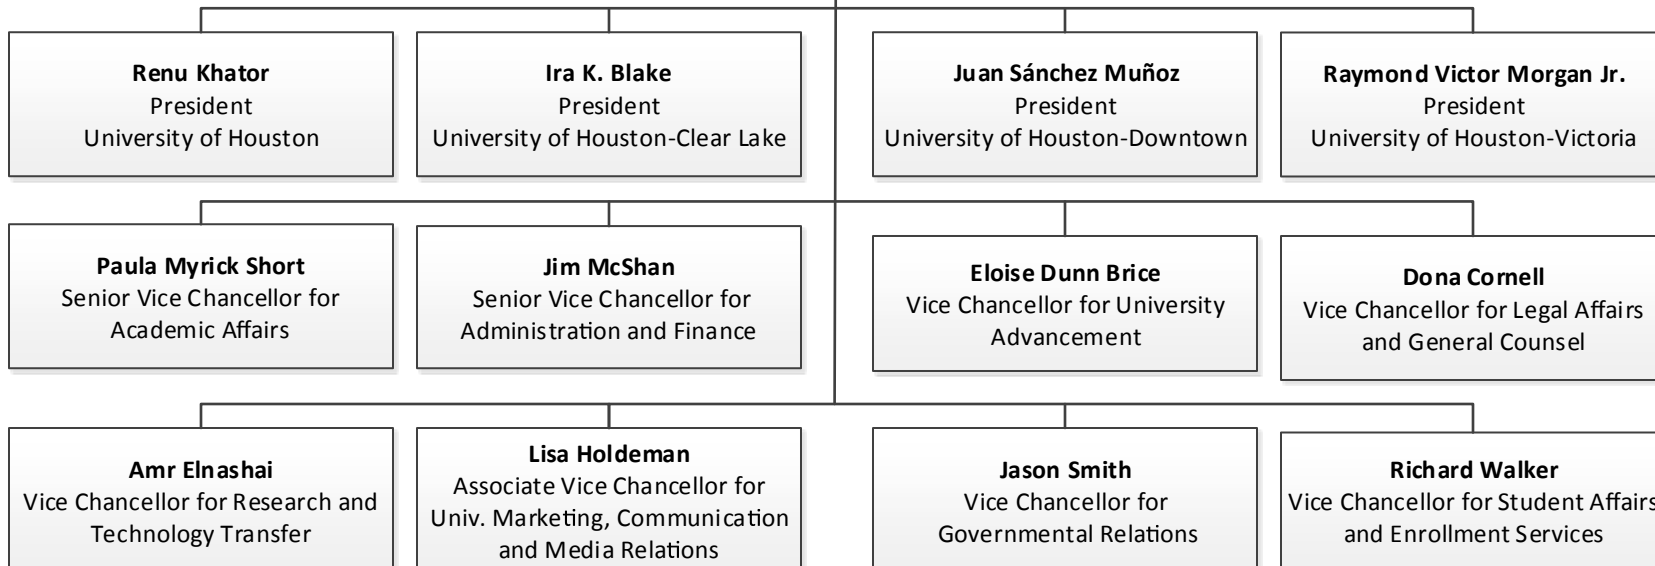 Renu Khator
President
University of Houston
Ira K. Blake
President
University of Houston-Clear Lake
Juan Sánchez Muñoz
President
University of Houston-Downtown
Raymond Victor Morgan Jr.
President
University of Houston-Victoria
Paula Myrick Short
Senior Vice Chancellor for
Academic Affairs
Jim McShan
Senior Vice Chancellor for
Administration and Finance
Eloise Dunn Brice
Vice Chancellor for University
Advancement
Dona Cornell
Vice Chancellor for Legal Affairs
and General Counsel
Amr Elnashai
Vice Chancellor for Research and
Technology Transfer
Lisa Holdeman
Associate Vice Chancellor for
Univ. Marketing, Communication
and Media Relations
Jason Smith
Vice Chancellor for
Governmental Relations
Richard Walker
Vice Chancellor for Student Affairs
and Enrollment Services